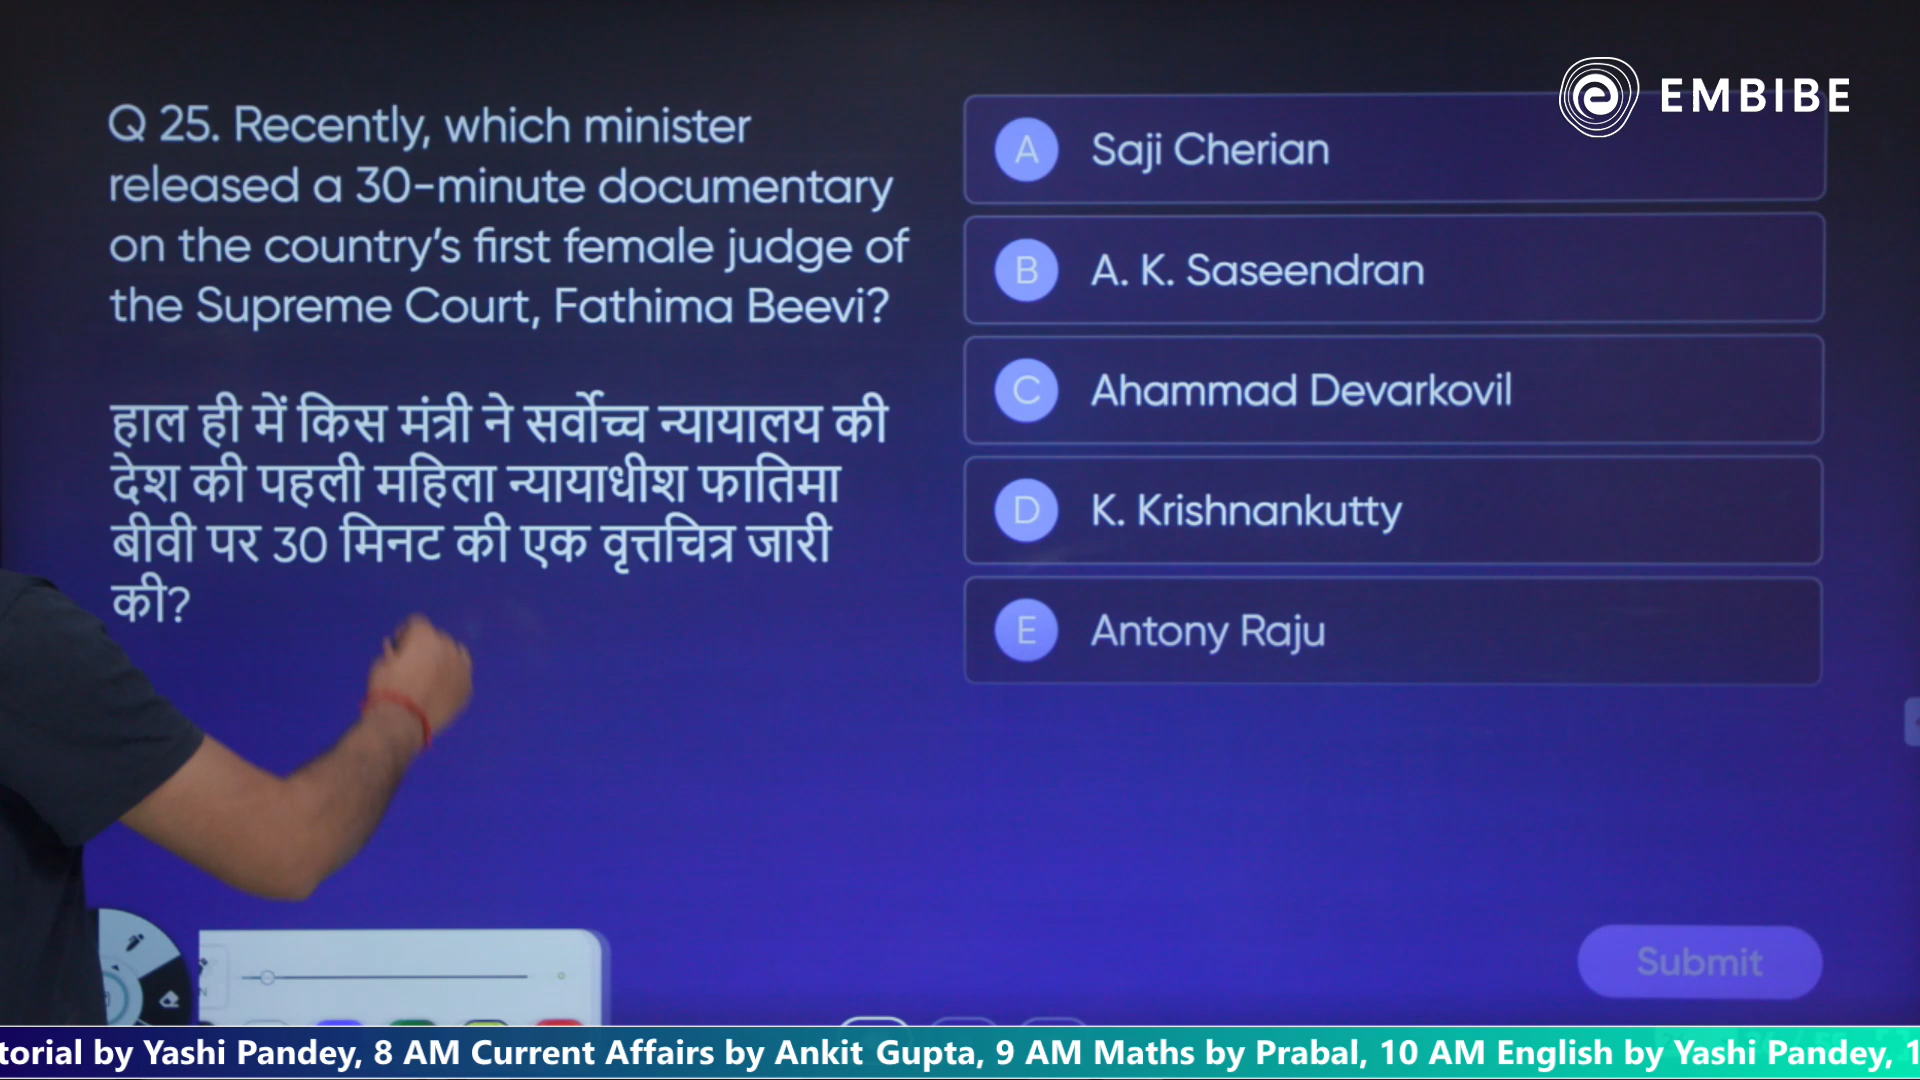 EMBIBE
Q 25. Recently, which minister
released a 30-minute documentary
on the country's first female judge of
the Supreme Court, Fathima Beevi?
हाल ही में किस मंत्री ने सर्वोच्च न्यायालय की
देश की पहली महिला न्यायाधीश फातिमा
बीवी पर 30 मिनट की एक वृत्तचित्र जारी
की?
A Saji Cherian
B A. K. Saseendran
C Ahammad Devarkovil
D K. Krishnankutty
E Antony Raju
Submit
torial by Yashi Pandey, 8 AM Current Affairs by Ankit Gupta, 9 AM Maths by Prabal, 10 AM English by Yashi Pandey, 1